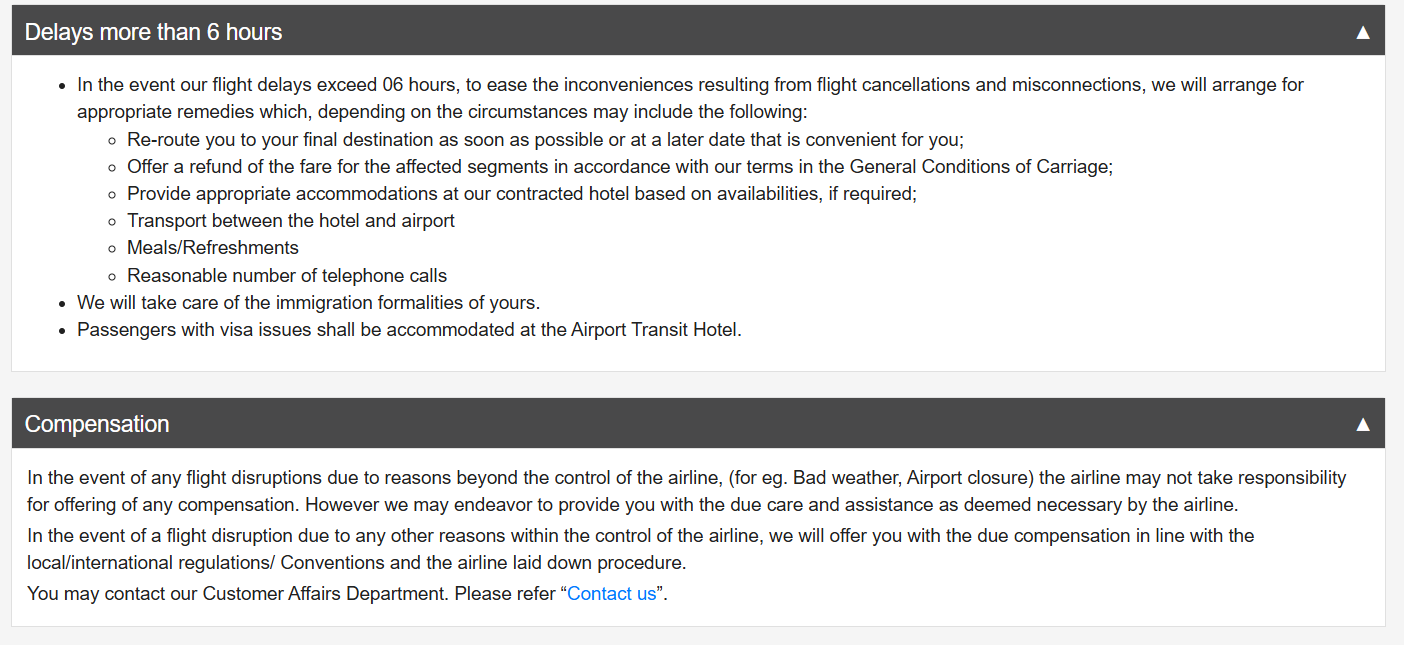 Delays more than 6 hours ▲
• In the event our flight delays exceed 06 hours, to ease the inconveniences resulting from flight cancellations and misconnections, we will arrange for
appropriate remedies which, depending on the circumstances may include the following:
○ Re-route you to your final destination as soon as possible or at a later date that is convenient for you;
○ Offer a refund of the fare for the affected segments in accordance with our terms in the General Conditions of Carriage;
○ Provide appropriate accommodations at our contracted hotel based on availabilities, if required;
○ Transport between the hotel and airport
○ Meals/Refreshments
○ Reasonable number of telephone calls
• We will take care of the immigration formalities of yours.
• Passengers with visa issues shall be accommodated at the Airport Transit Hotel.
Compensation ▲
In the event of any flight disruptions due to reasons beyond the control of the airline, (for eg. Bad weather, Airport closure) the airline may not take responsibility
for offering of any compensation. However we may endeavor to provide you with the due care and assistance as deemed necessary by the airline.
In the event of a flight disruption due to any other reasons within the control of the airline, we will offer you with the due compensation in line with the
local/international regulations/ Conventions and the airline laid down procedure.
You may contact our Customer Affairs Department. Please refer “Contact us”.